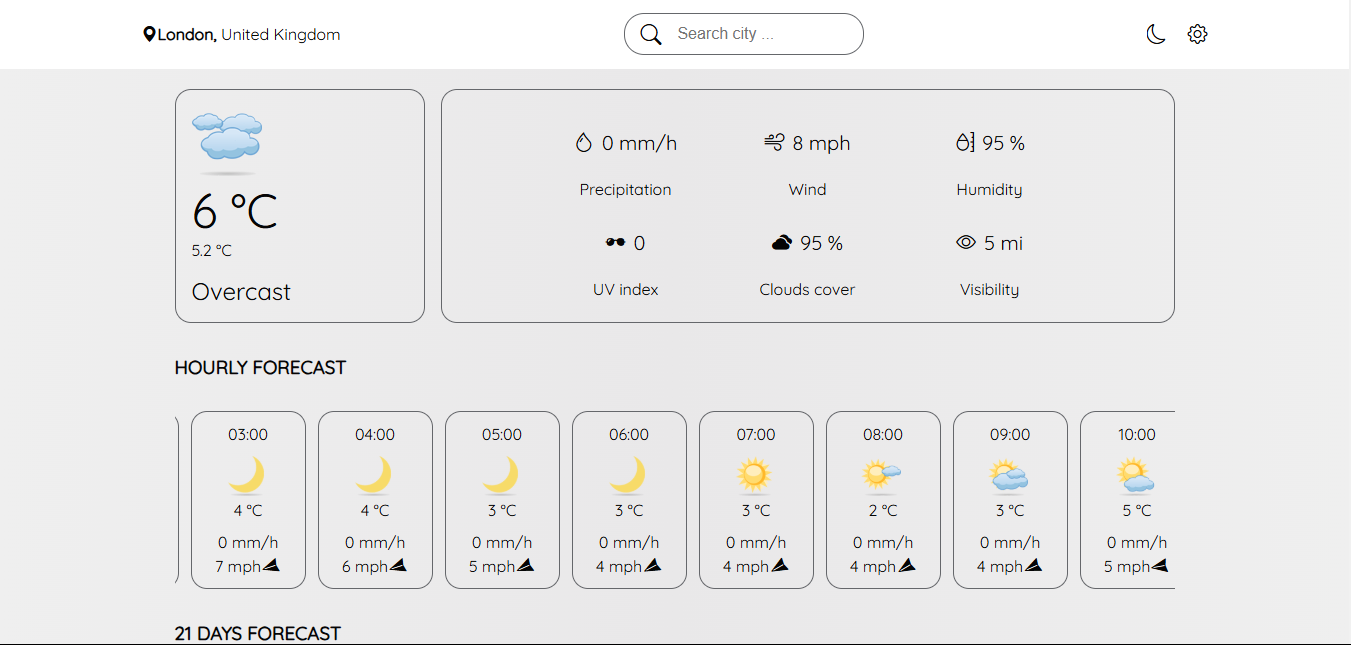 London, United Kingdom
Search city ...
6 °C
5.2 °C
Overcast
0 mm/h 8 mph 95 %
Precipitation Wind Humidity
0 95 % 5 mi
UV index Clouds cover Visibility
HOURLY FORECAST
03:00 04:00 05:00 06:00 07:00 08:00 09:00 10:00
4 °C 4 °C 3 °C 3 °C 3 °C 2 °C 3 °C 5 °C
0 mm/h 0 mm/h 0 mm/h 0 mm/h 0 mm/h 0 mm/h 0 mm/h 0 mm/h
7 mph 6 mph 5 mph 4 mph 4 mph 4 mph 4 mph 5 mph
21 DAYS FORECAST